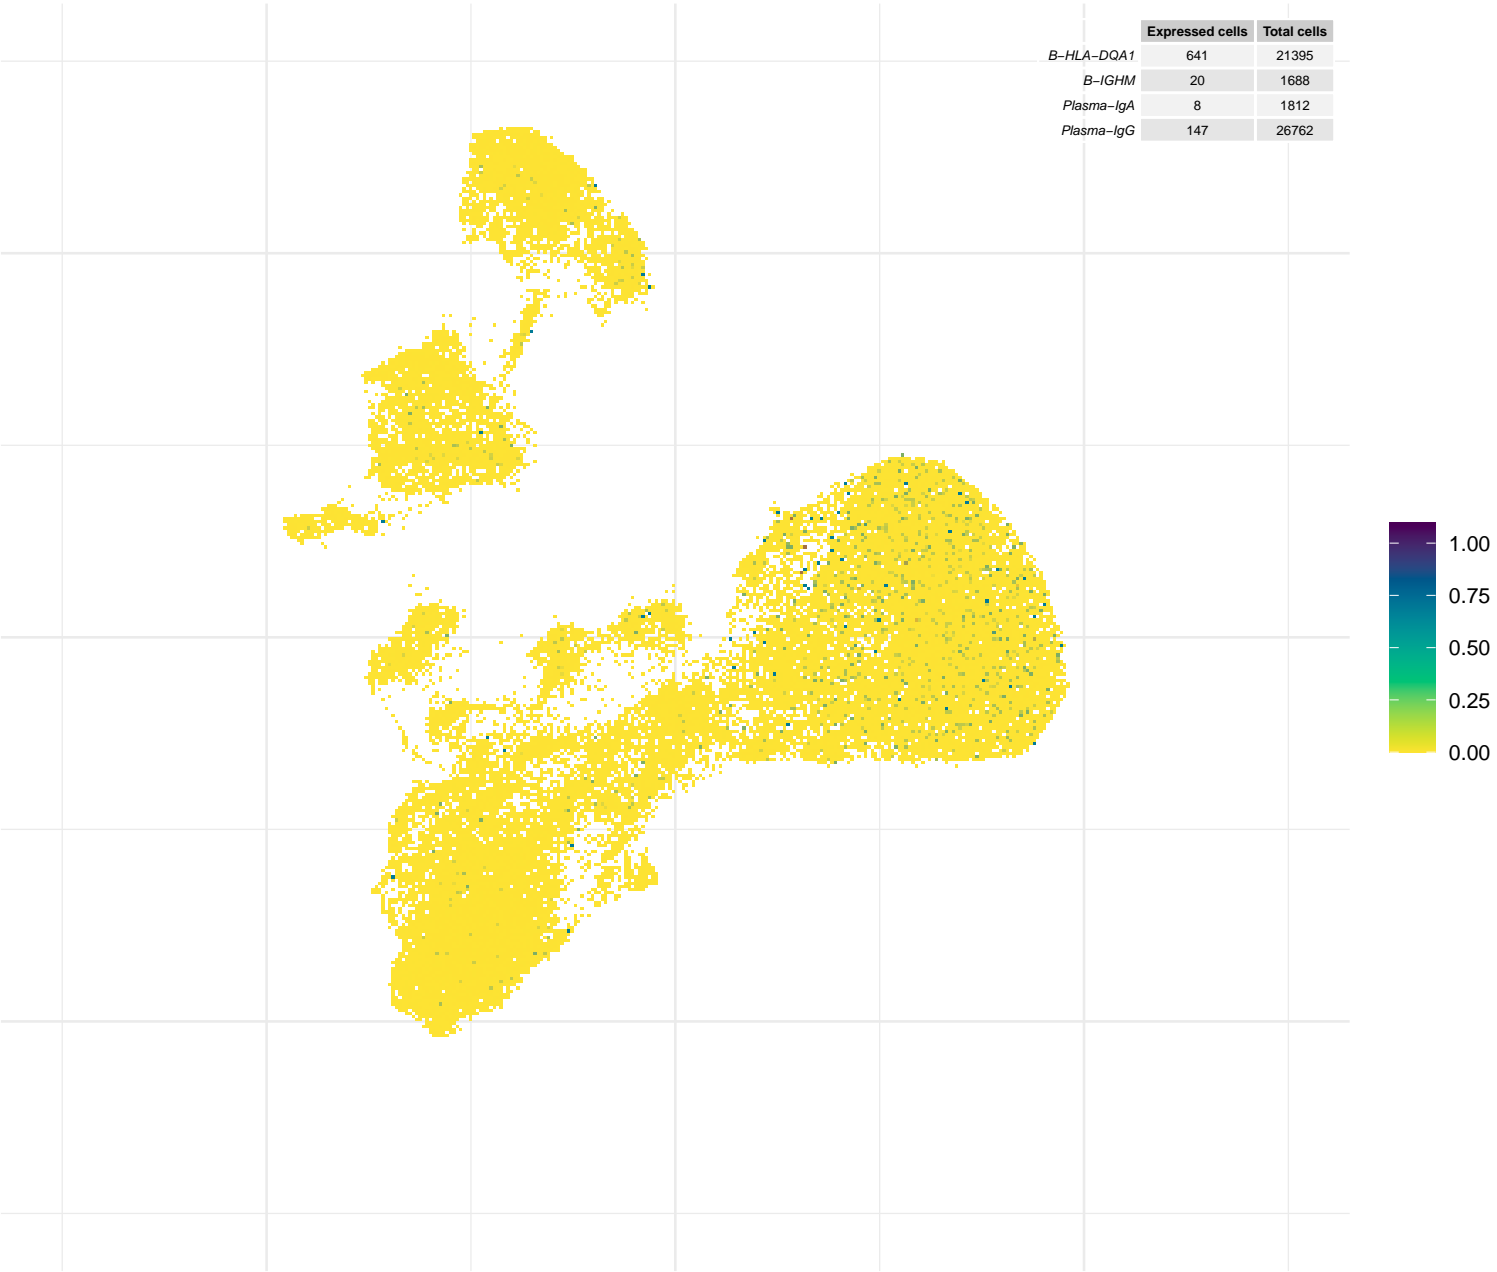 Expressed cells Total cells
B−HLA−DQA1 641 21395
B−IGHM 20 1688
Plasma−IgA 8 1812
Plasma−IgG 147 26762
1.00
0.75
0.50
0.25
0.00